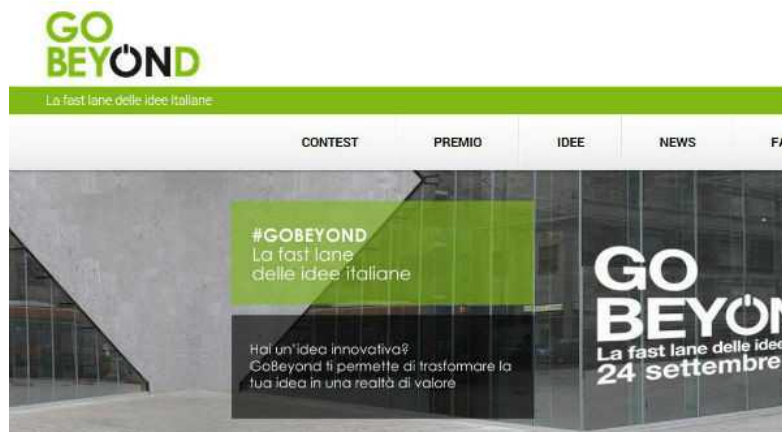 GO
BEYOND
La fast lane delle idee italiane
CONTEST PREMIO IDEE NEWS FA
#GOBEYOND
La fast lane
delle idee italiane
Hai un'idea innovativa?
GoBeyond ti permette di trasformare la
tua idea in una realtà di valore
GO
BEYON
La fast lane delle idee
24 settembre